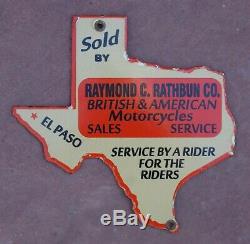 Sold
BY
RAYMOND C. RATHBUN CO.
BRITISH & AMERICAN
Motorcycles
SALES SERVICE
EL PASO
SERVICE BY A RIDER
FOR THE
RIDERS